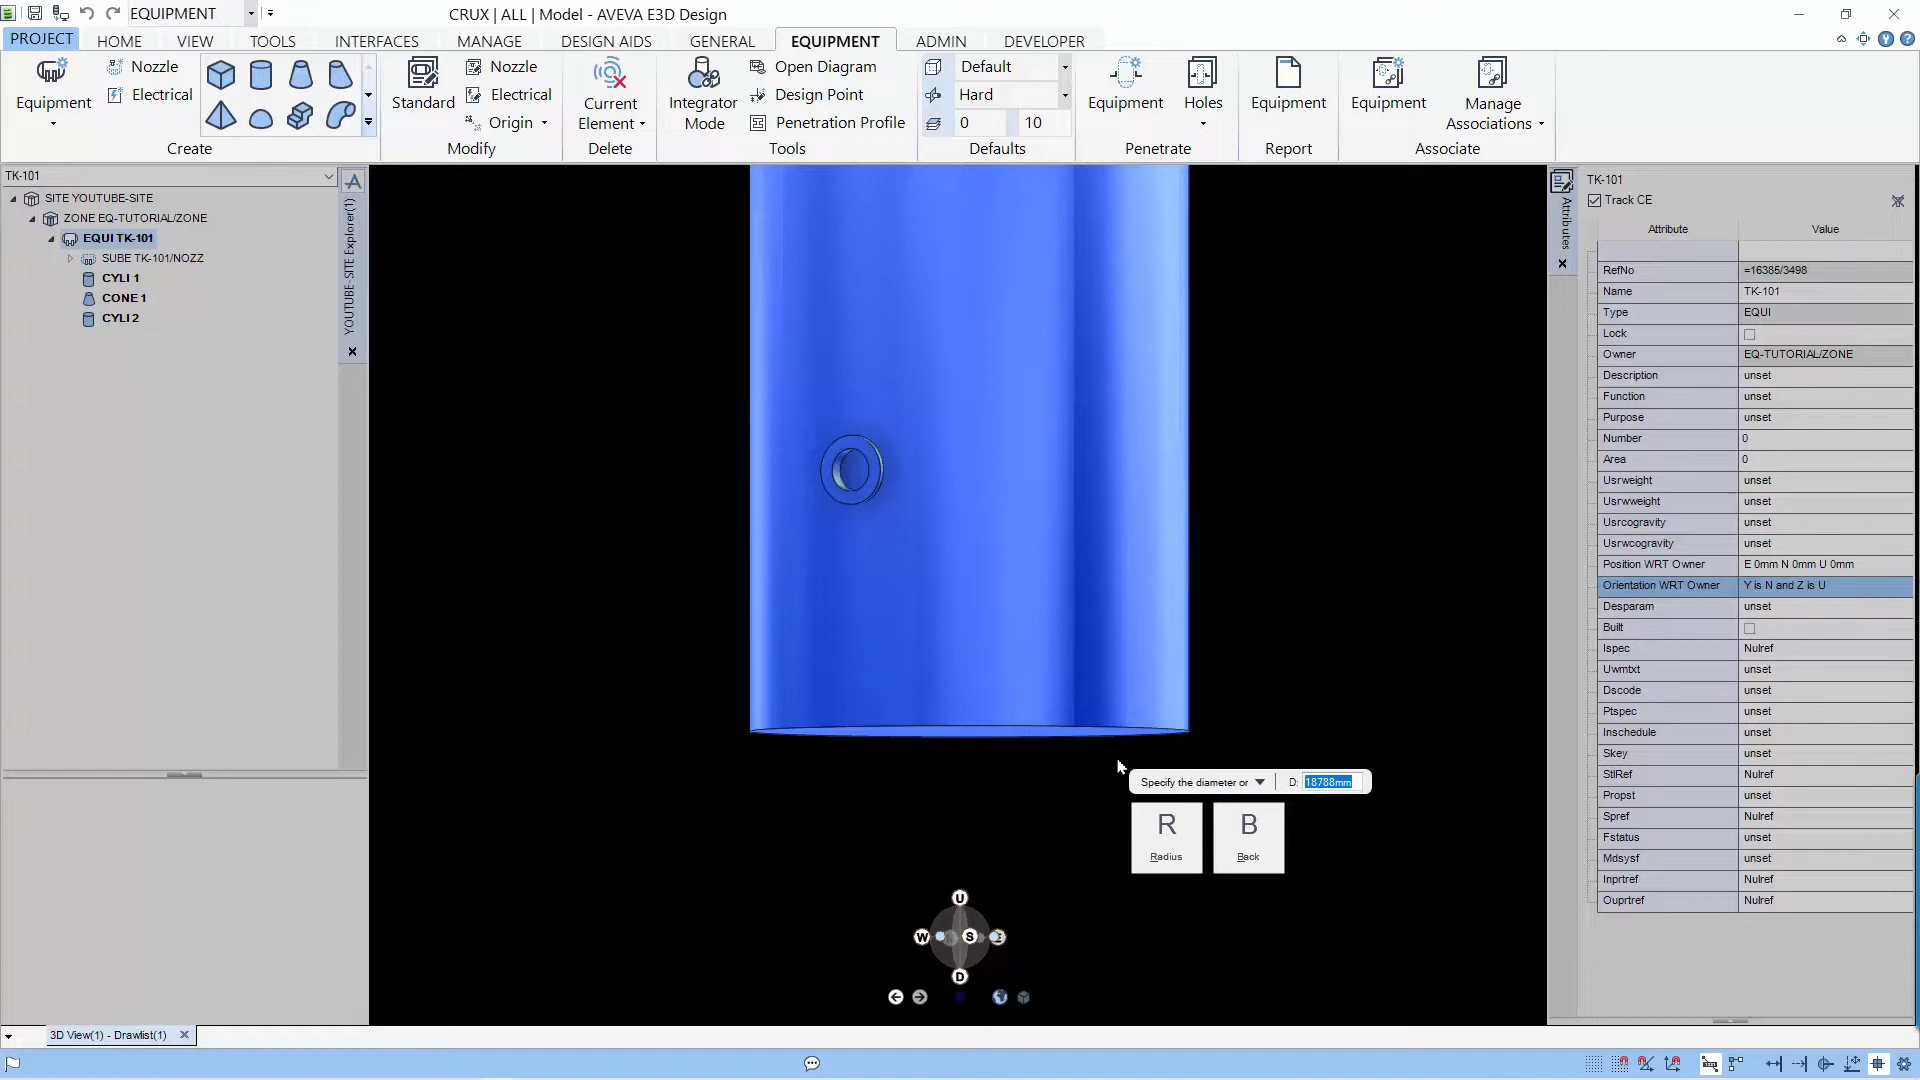 EQUIPMENT
CRUX | ALL | Model - AVEVA E3D Design
PROJECT HOME VIEW TOOLS INTERFACES MANAGE DESIGN AIDS GENERAL EQUIPMENT ADMIN DEVELOPER
Equipment
Nozzle
Electrical
Create
Standard
Nozzle
Electrical
Origin
Modify
Current Element
Delete
Integrator Mode
Open Diagram
Design Point
Penetration Profile
Tools
Default
Hard
0 10
Defaults
Equipment
Holes
Penetrate
Equipment
Report
Equipment
Manage Associations
Associate
TK-101
SITE YOUTUBE-SITE
ZONE EQ-TUTORIAL/ZONE
EQUI TK-101
SUBE TK-101/NOZZ
CYLI 1
CONE 1
CYLI 2
YOUTUBE-SITE Explorer(1)
Specify the diameter or D: 18788mm
R B
Radius Back
U
W S E
D
Attributes
TK-101
Track CE
Attribute Value
RefNo =16385/3498
Name TK-101
Type EQUI
Lock
Owner EQ-TUTORIAL/ZONE
Description unset
Function unset
Purpose unset
Number 0
Area 0
Usrweight unset
Usrwweight unset
Usrcogravity unset
Usrwcogravity unset
Position WRT Owner E 0mm N 0mm U 0mm
Orientation WRT Owner Y is N and Z is U
Desparam unset
Built
Ispec Nulref
Uwmtxt unset
Dscode unset
Ptspec unset
Inschedule unset
Skey unset
StlRef Nulref
Propst unset
Spref Nulref
Fstatus unset
Mdsysf unset
Inprtref Nulref
Ouprtref Nulref
3D View(1) - Drawlist(1)